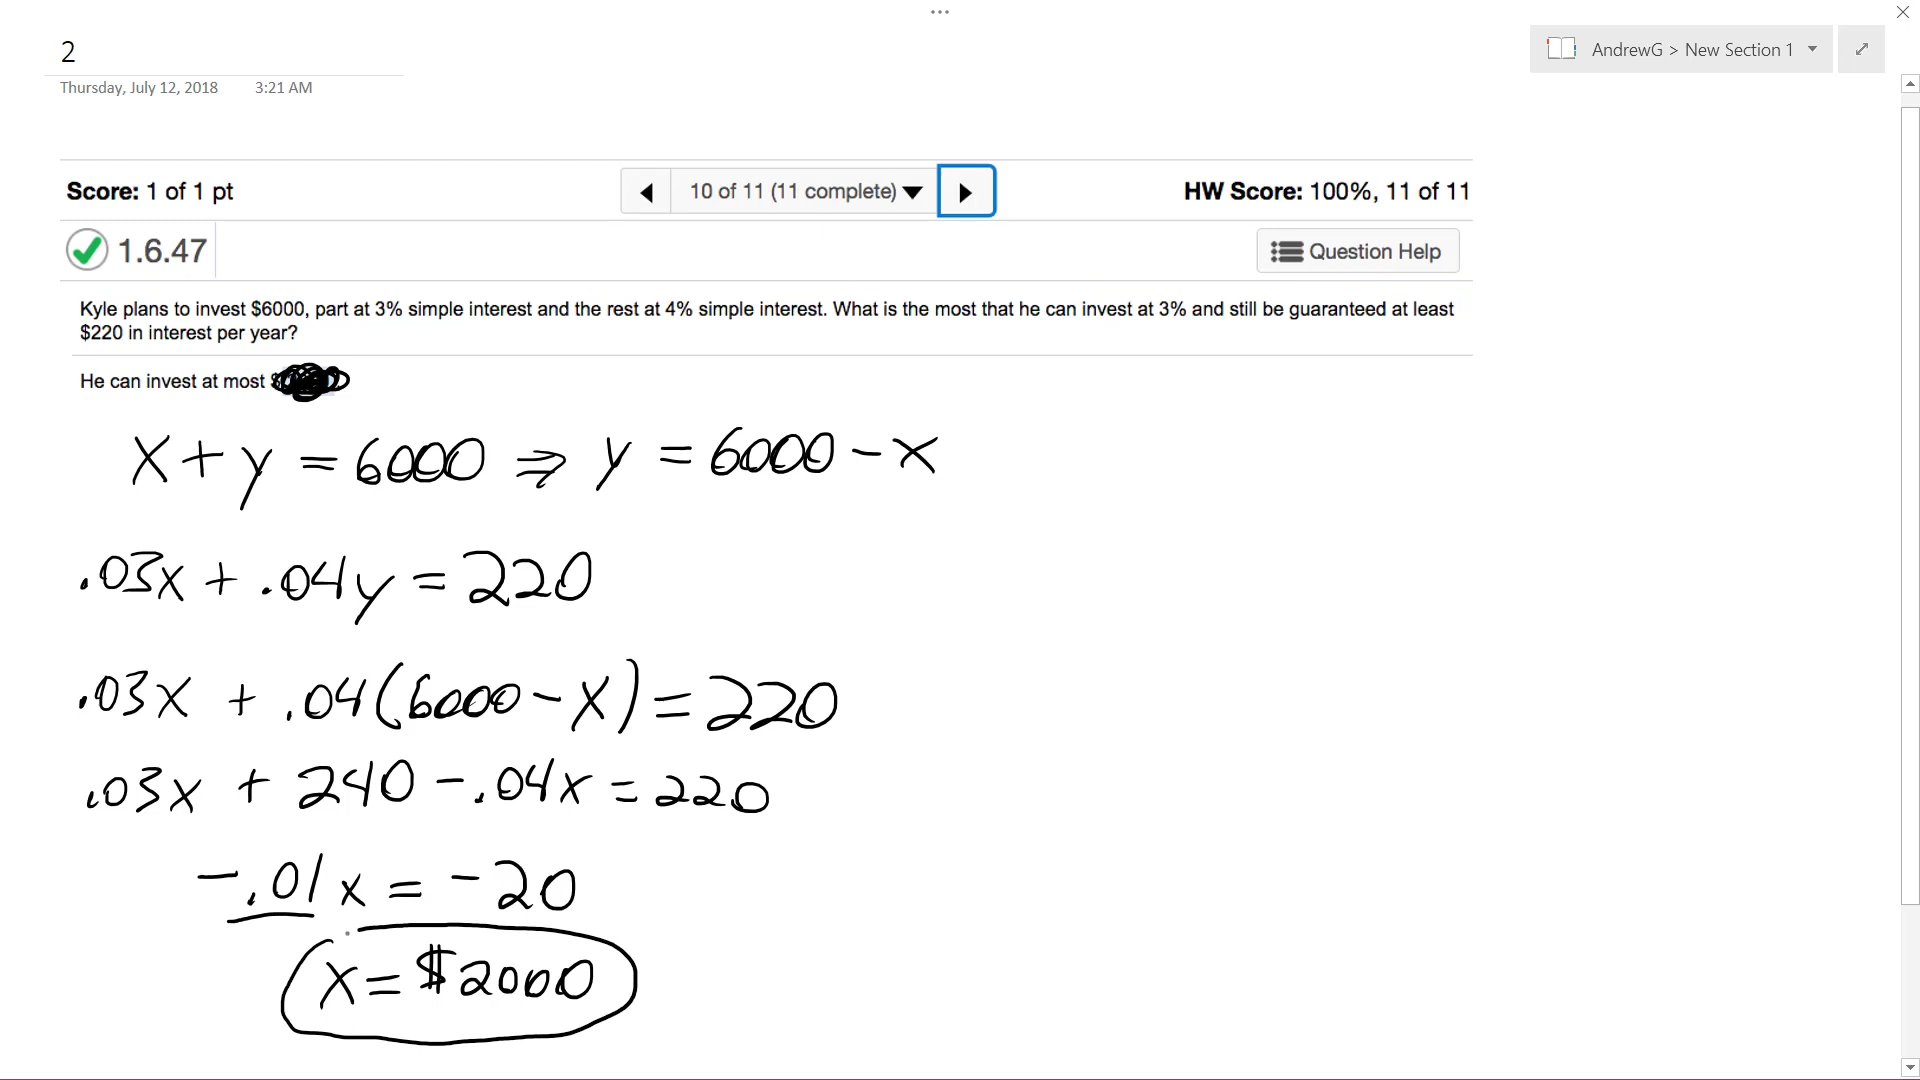 2
AndrewG > New Section 1
Thursday, July 12, 2018 3:21 AM
Score: 1 of 1 pt
10 of 11 (11 complete)
HW Score: 100%, 11 of 11
1.6.47
Question Help
Kyle plans to invest $6000, part at 3% simple interest and the rest at 4% simple interest. What is the most that he can invest at 3% and still be guaranteed at least
$220 in interest per year?
He can invest at most
x + y = 6000 ⇒ y = 6000 - x
.03x + .04y = 220
.03x + .04(6000 - x) = 220
.03x + 240 - .04x = 220
-.01x = -20
x = $2000